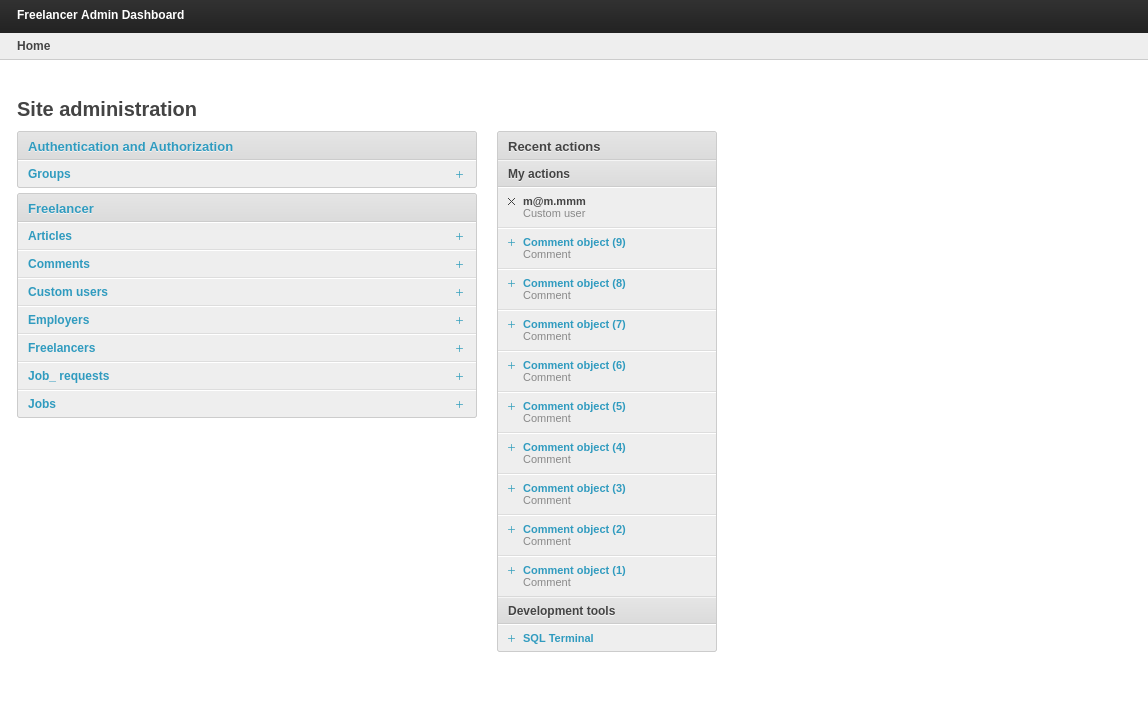 Freelancer Admin Dashboard
Home
Site administration
Authentication and Authorization
Groups
Freelancer
Articles
Comments
Custom users
Employers
Freelancers
Job_ requests
Jobs
Recent actions
My actions
m@m.mmm
Custom user
Comment object (9)
Comment
Comment object (8)
Comment
Comment object (7)
Comment
Comment object (6)
Comment
Comment object (5)
Comment
Comment object (4)
Comment
Comment object (3)
Comment
Comment object (2)
Comment
Comment object (1)
Comment
Development tools
SQL Terminal